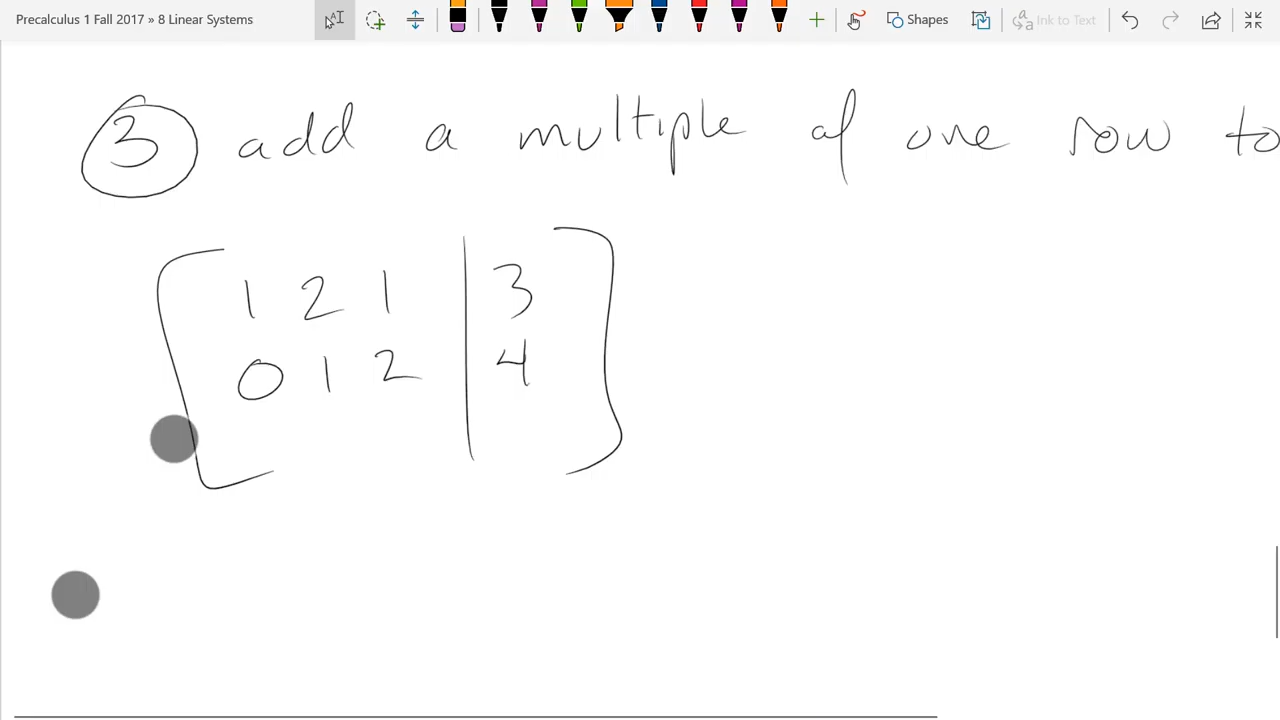 Precalculus 1 Fall 2017 » 8 Linear Systems Shapes Ink to Text
3 add a multiple of one row to
1 2 1 | 3
0 1 2 | 4